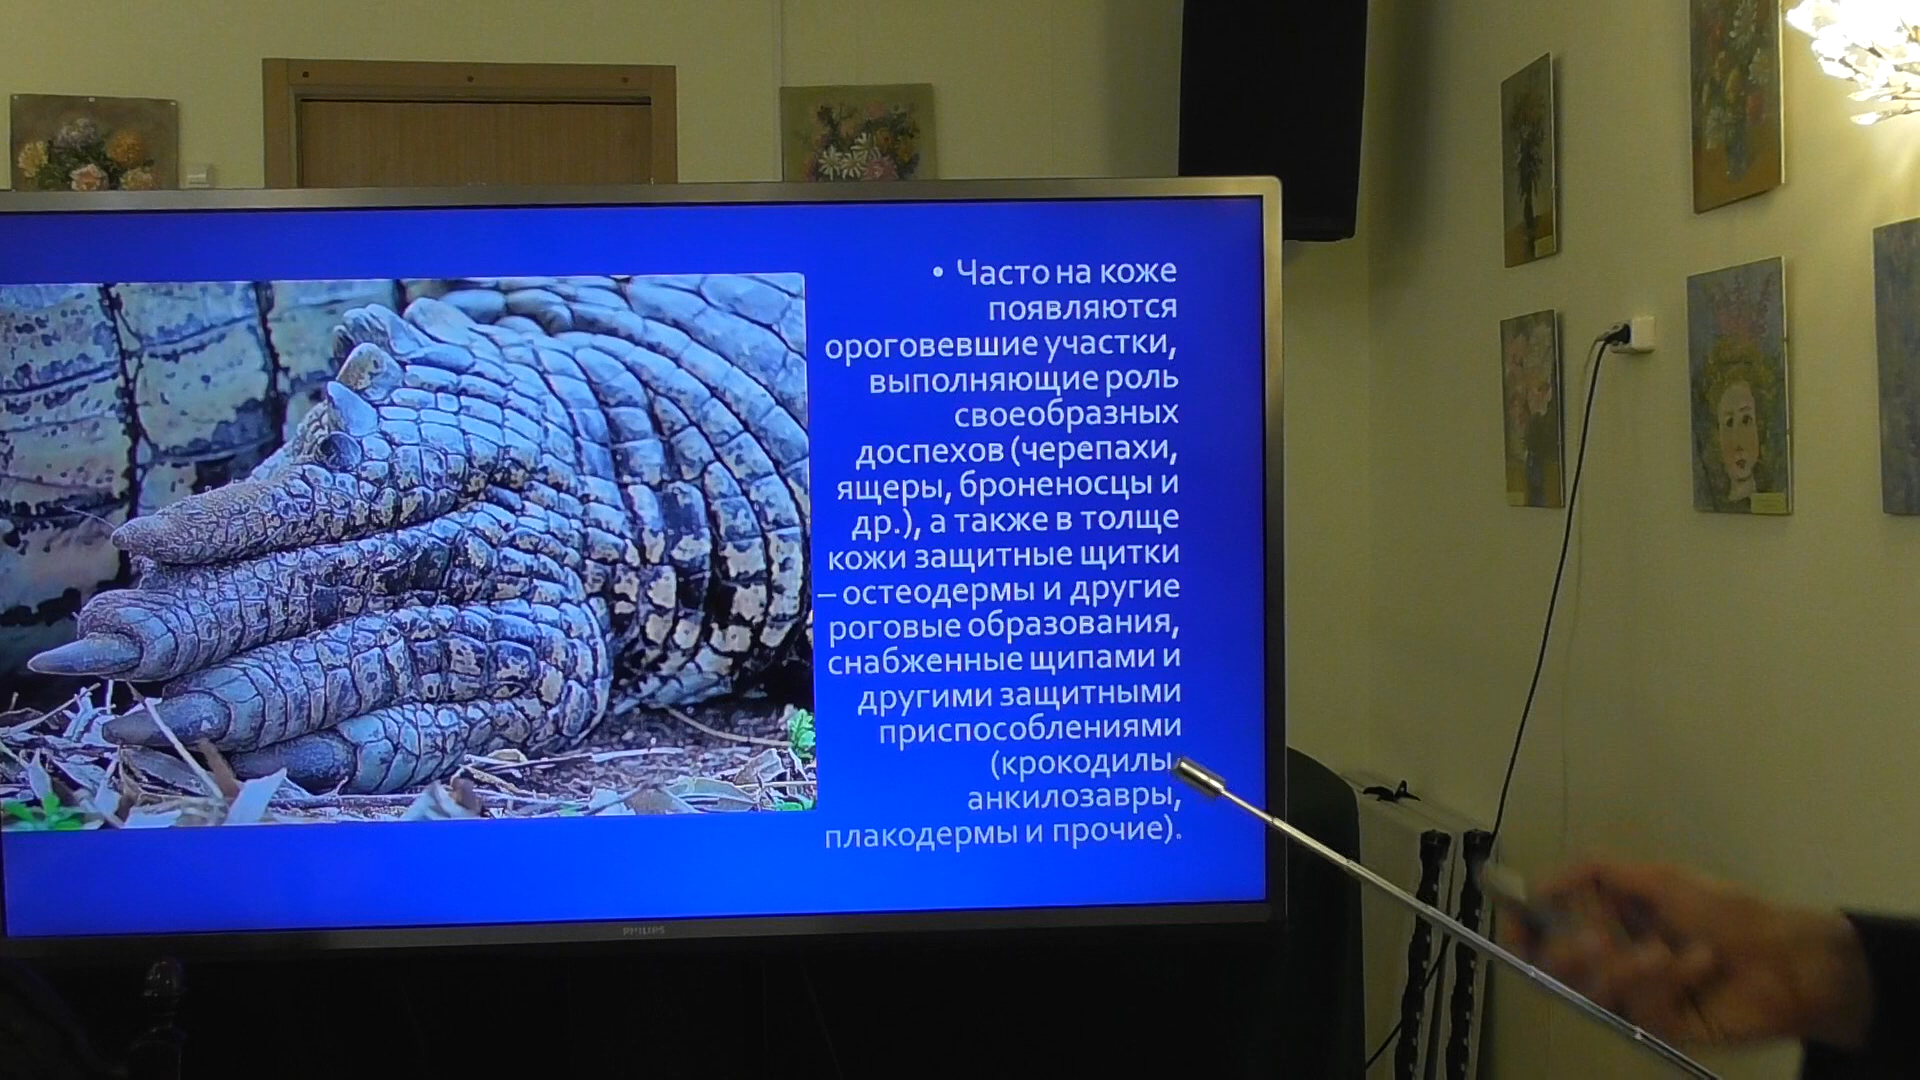 • Часто на коже
появляются
ороговевшие участки,
выполняющие роль
своеобразных
доспехов (черепахи,
ящеры, броненосцы и
др.), а также в толще
кожи защитные щитки
– остеодермы и другие
роговые образования,
снабженные щипами и
другими защитными
приспособлениями
(крокодилы,
анкилозавры,
плакодермы и прочие).
PHILIPS